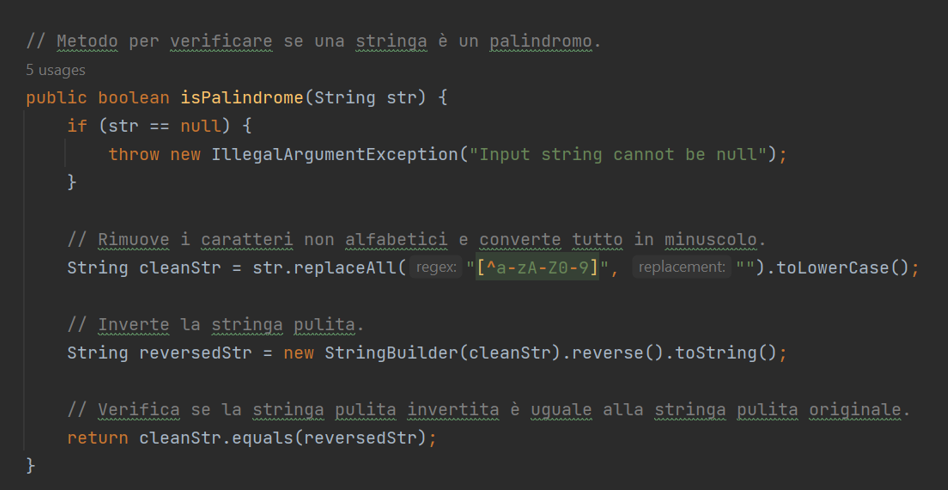 // Metodo per verificare se una stringa è un palindromo.
5 usages
public boolean isPalindrome(String str) {
if (str == null) {
throw new IllegalArgumentException("Input string cannot be null");
}
// Rimuove i caratteri non alfabetici e converte tutto in minuscolo.
String cleanStr = str.replaceAll( regex: "[^a-zA-Z0-9]", replacement: "").toLowerCase();
// Inverte la stringa pulita.
String reversedStr = new StringBuilder(cleanStr).reverse().toString();
// Verifica se la stringa pulita invertita è uguale alla stringa pulita originale.
return cleanStr.equals(reversedStr);
}